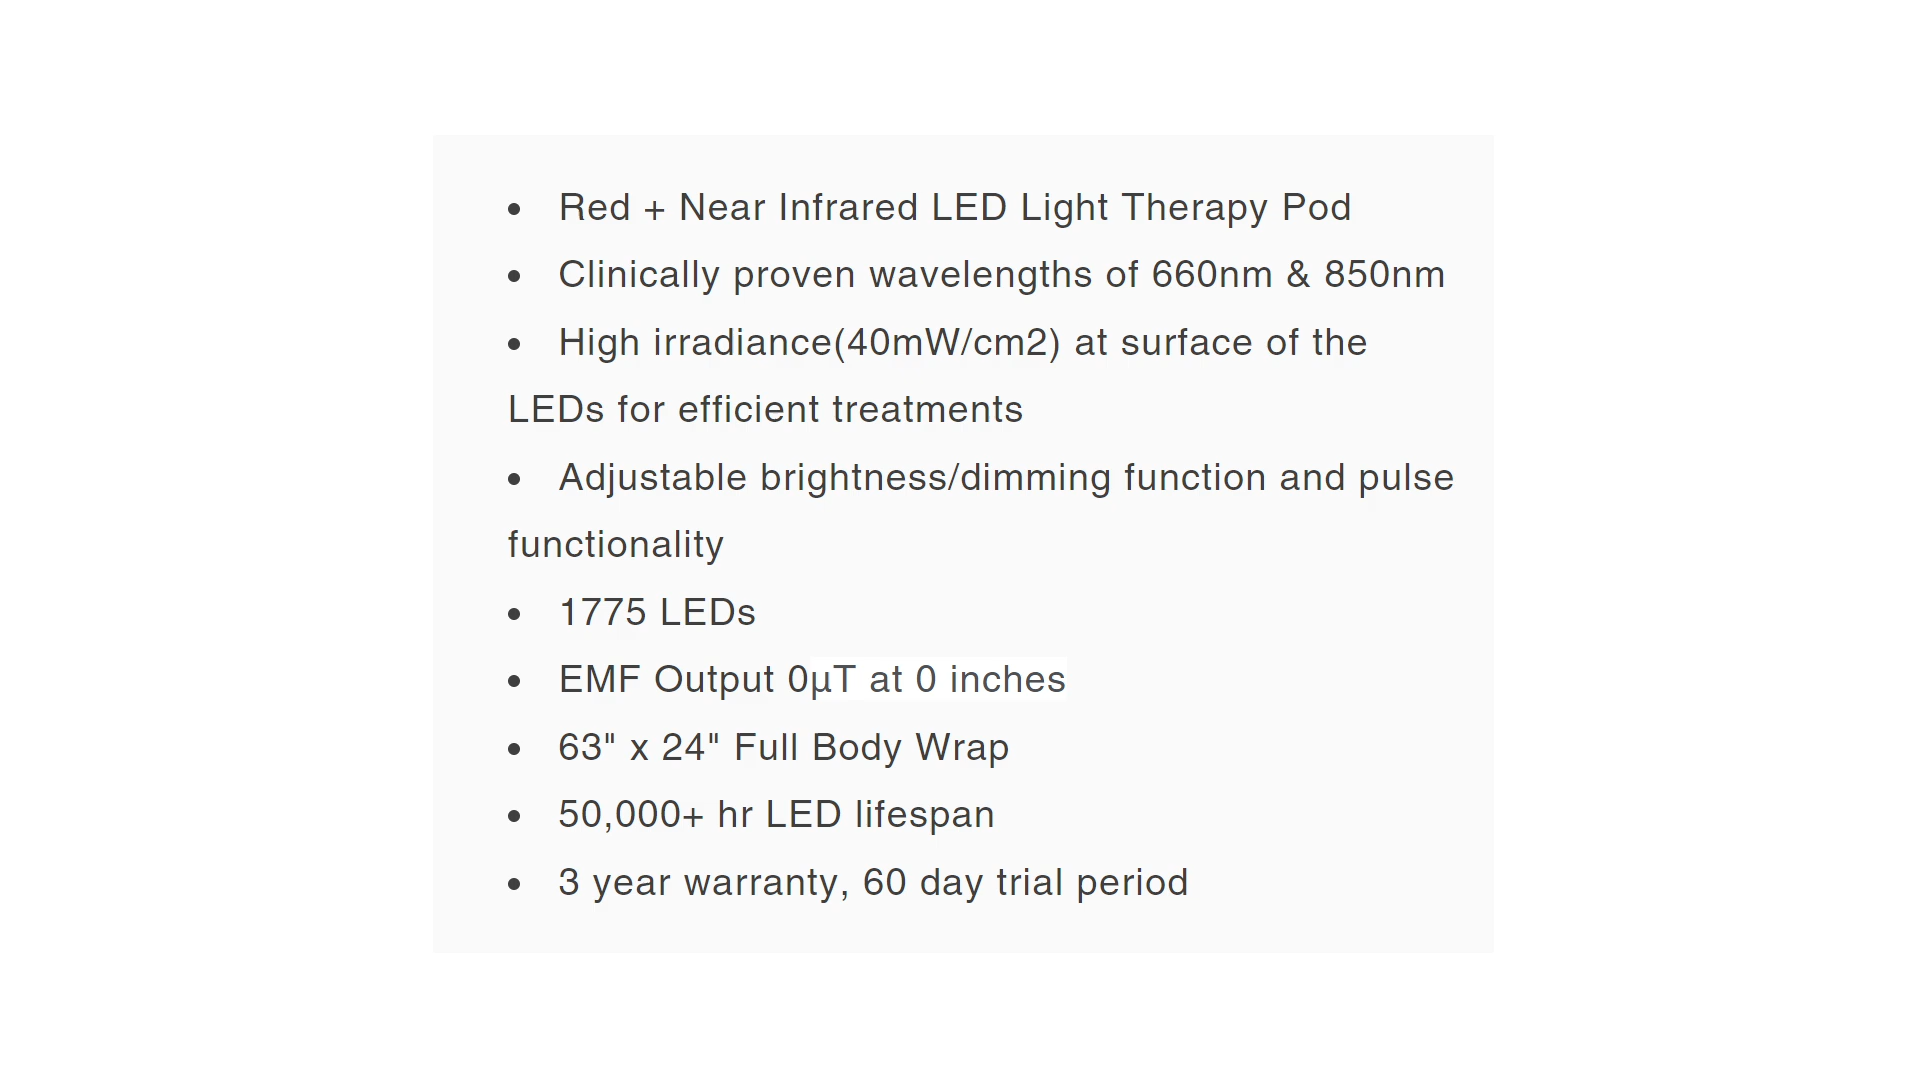 • Red + Near Infrared LED Light Therapy Pod
• Clinically proven wavelengths of 660nm & 850nm
• High irradiance(40mW/cm2) at surface of the
LEDs for efficient treatments
• Adjustable brightness/dimming function and pulse
functionality
• 1775 LEDs
• EMF Output 0µT at 0 inches
• 63" x 24" Full Body Wrap
• 50,000+ hr LED lifespan
• 3 year warranty, 60 day trial period